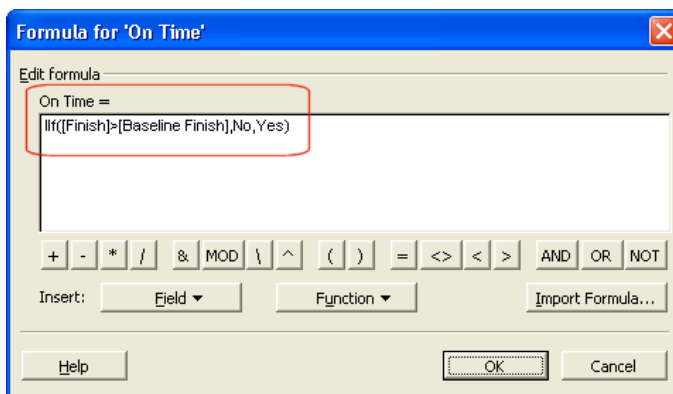 Formula for 'On Time'
Edit formula
On Time =
IIf([Finish]>[Baseline Finish],No,Yes)
+ - * / & MOD \ ^ ( ) = <> < > AND OR NOT
Insert: Field Function Import Formula...
Help OK Cancel